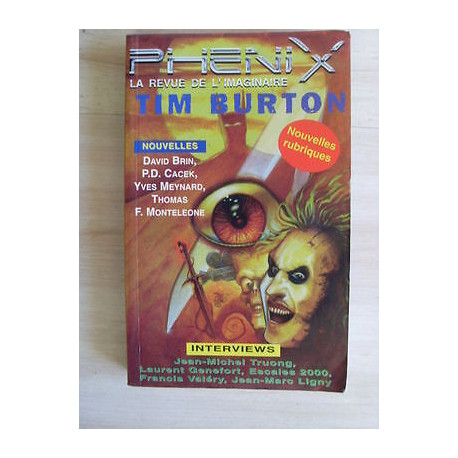 PHENIX
LA REVUE DE L'IMAGINAIRE
TIM BURTON
Nouvelles
rubriques
NOUVELLES
DAVID BRIN,
P.D. CACEK,
YVES MEYNARD,
THOMAS
F. MONTELEONE
INTERVIEWS
Jean-Michel Truong,
Laurent Genefort, Escales 2000,
Francis Valéry, Jean-Marc Ligny